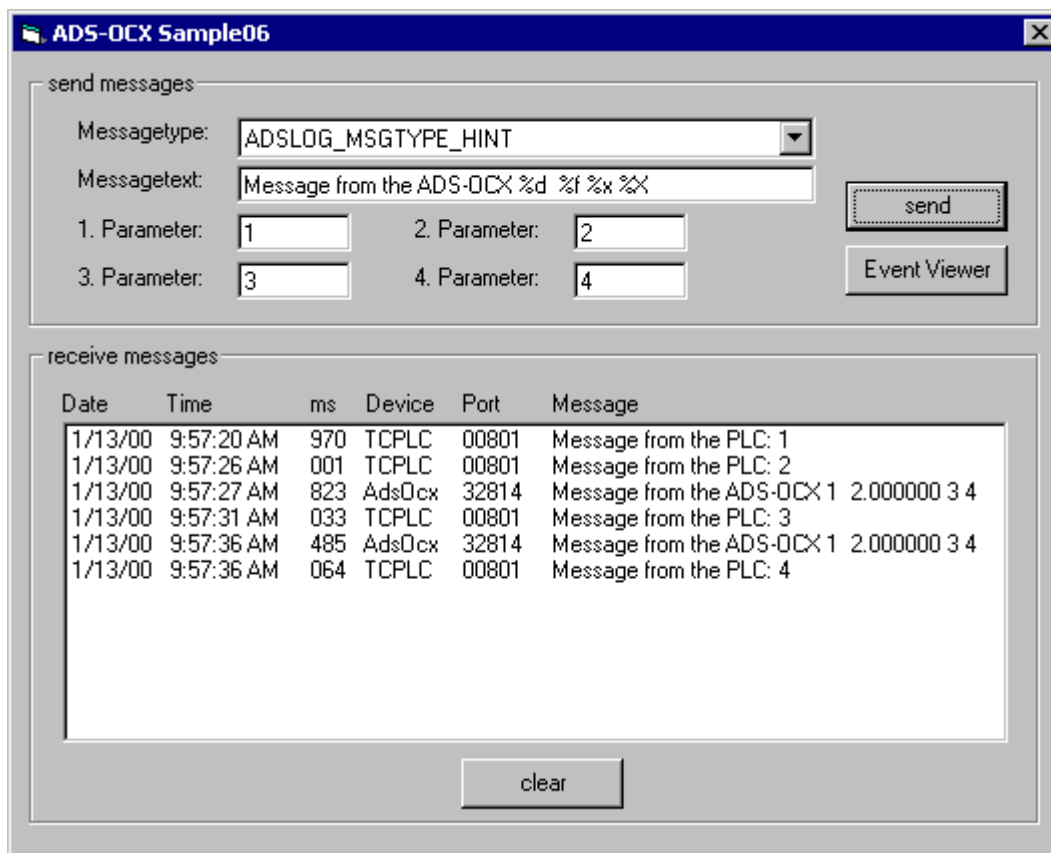 ADS-OCX Sample06
send messages
Messagetype: ADSLOG_MSGTYPE_HINT
Messagetext: Message from the ADS-OCX %d  %f %x %X
send
1. Parameter: 1 2. Parameter: 2
3. Parameter: 3 4. Parameter: 4
Event Viewer
receive messages
Date Time ms Device Port Message
1/13/00 9:57:20 AM 970 TCPLC 00801 Message from the PLC: 1
1/13/00 9:57:26 AM 001 TCPLC 00801 Message from the PLC: 2
1/13/00 9:57:27 AM 823 AdsOcx 32814 Message from the ADS-OCX 1  2.000000 3 4
1/13/00 9:57:31 AM 033 TCPLC 00801 Message from the PLC: 3
1/13/00 9:57:36 AM 485 AdsOcx 32814 Message from the ADS-OCX 1  2.000000 3 4
1/13/00 9:57:36 AM 064 TCPLC 00801 Message from the PLC: 4
clear